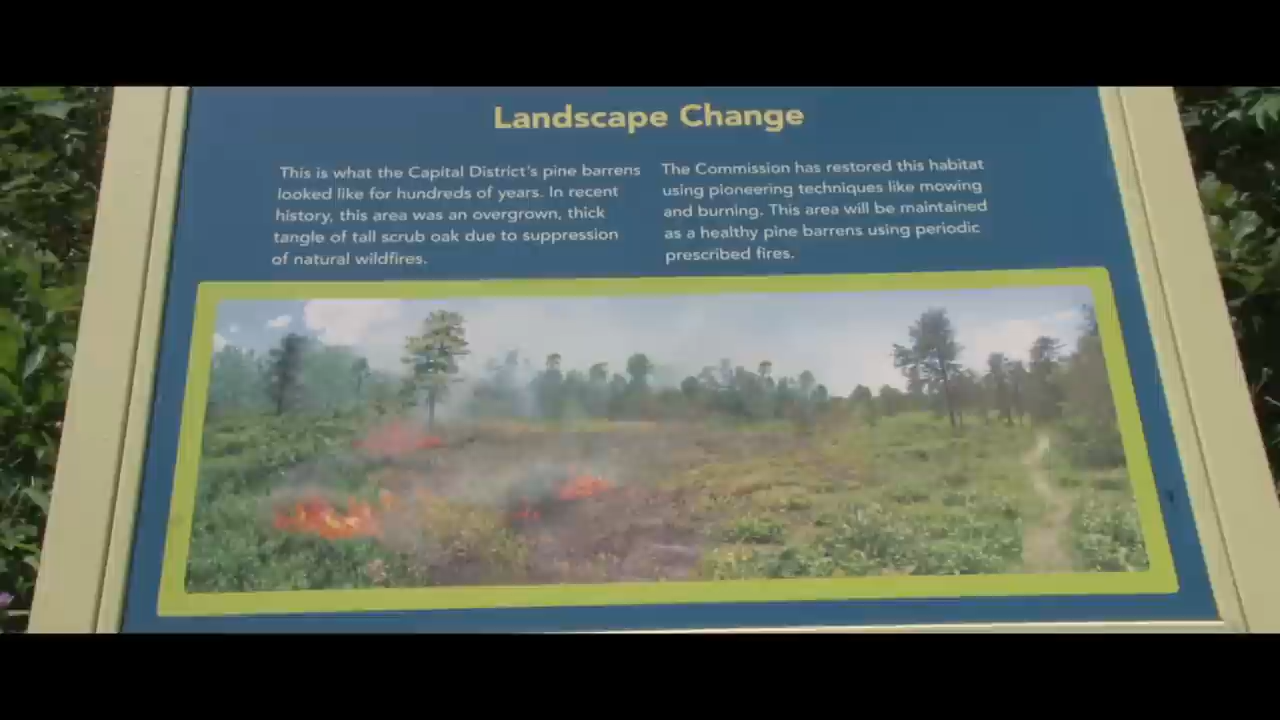 Landscape Change
This is what the Capital District's pine barrens
looked like for hundreds of years. In recent
history, this area was an overgrown, thick
tangle of tall scrub oak due to suppression
of natural wildfires.
The Commission has restored this habitat
using pioneering techniques like mowing
and burning. This area will be maintained
as a healthy pine barrens using periodic
prescribed fires.